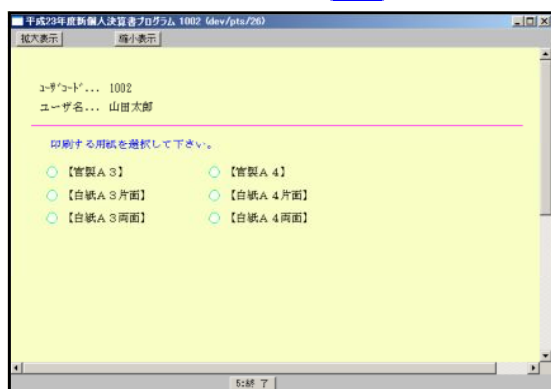 平成23年度新個人決算書プログラム 1002 (dev/pts/26)
拡大表示 縮小表示
ﾕｰｻﾞｺｰﾄﾞ... 1002
ユーザ名... 山田太郎
印刷する用紙を選択して下さい。
【官製A3】 【官製A4】
【白紙A3片面】 【白紙A4片面】
【白紙A3両面】 【白紙A4両面】
5:終 了